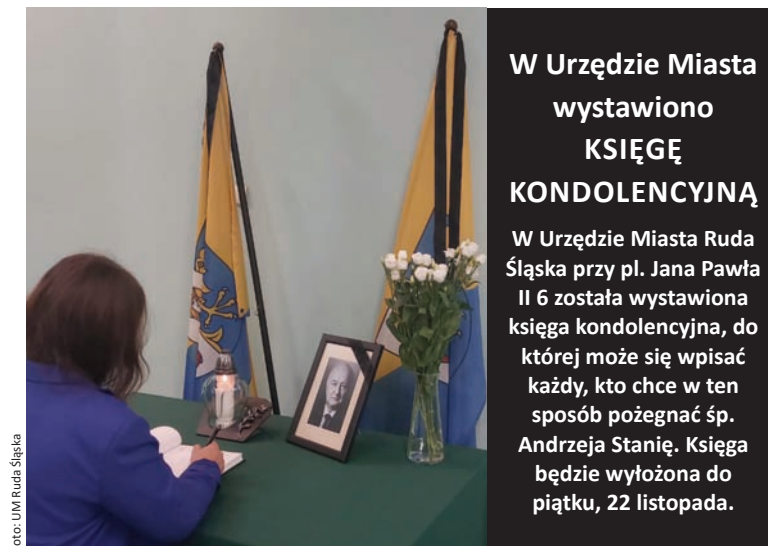 W Urzędzie Miasta
wystawiono
KSIĘGĘ
KONDOLENCYJNĄ
W Urzędzie Miasta Ruda
Śląska przy pl. Jana Pawła
II 6 została wystawiona
księga kondolencyjna, do
której może się wpisać
każdy, kto chce w ten
sposób pożegnać śp.
Andrzeja Stanię. Księga
będzie wyłożona do
piątku, 22 listopada.
oto: UM Ruda Śląska